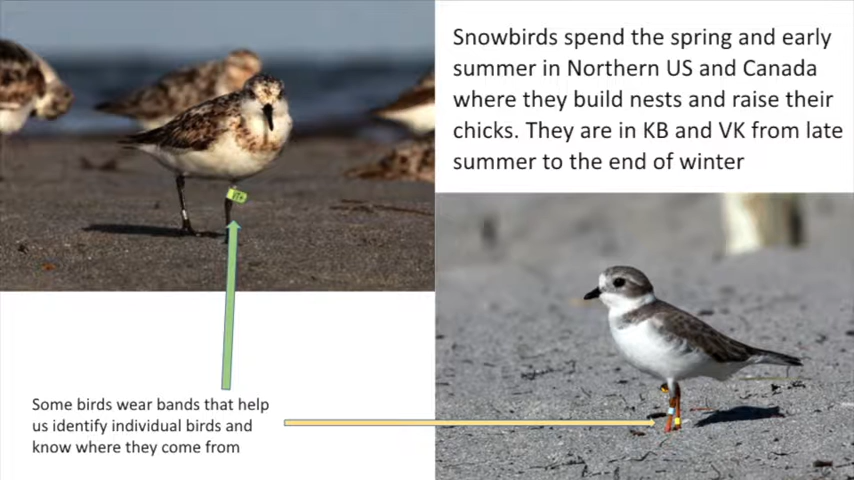 Snowbirds spend the spring and early
summer in Northern US and Canada
where they build nests and raise their
chicks. They are in KB and VK from late
summer to the end of winter
Some birds wear bands that help
us identify individual birds and
know where they come from